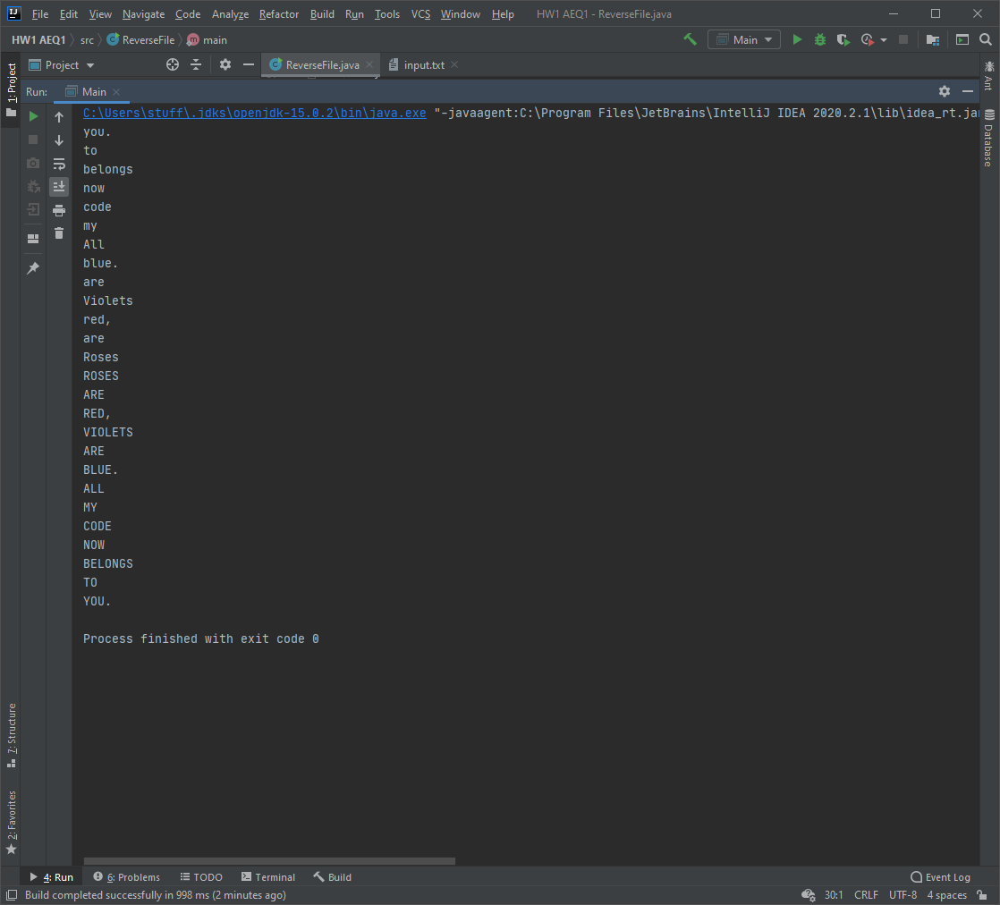 File Edit View Navigate Code Analyze Refactor Build Run Tools VCS Window Help HW1 AEQ1 - ReverseFile.java
HW1 AEQ1 src ReverseFile main Main
Project ReverseFile.java input.txt
Run: Main
C:\Users\stuff\.jdks\openjdk-15.0.2\bin\java.exe "-javaagent:C:\Program Files\JetBrains\IntelliJ IDEA 2020.2.1\lib\idea_rt.jar
you.
to
belongs
now
code
my
All
blue.
are
Violets
red,
are
Roses
ROSES
ARE
RED,
VIOLETS
ARE
BLUE.
ALL
MY
CODE
NOW
BELONGS
TO
YOU.
Process finished with exit code 0
1: Project
7: Structure
2: Favorites
Ant
Database
4: Run 6: Problems TODO Terminal Build Event Log
Build completed successfully in 998 ms (2 minutes ago) 30:1 CRLF UTF-8 4 spaces